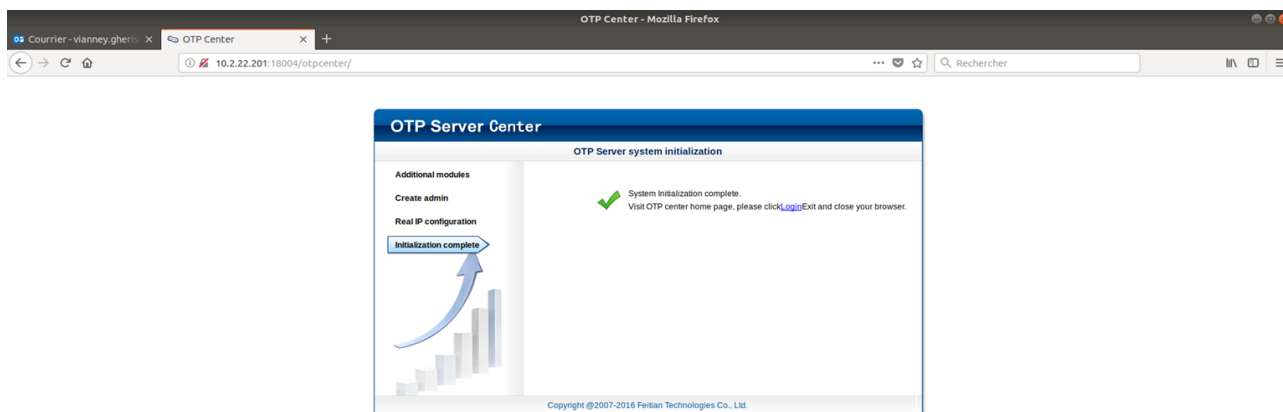 OTP Center - Mozilla Firefox
Courrier - vianney.gheris
OTP Center
10.2.22.201:18004/otpcenter/
Rechercher
OTP Server Center
OTP Server system initialization
Additional modules
Create admin
Real IP configuration
Initialization complete
System Initialization complete.
Visit OTP center home page, please clickLoginExit and close your browser.
Copyright @2007-2016 Feitian Technologies Co., Ltd.